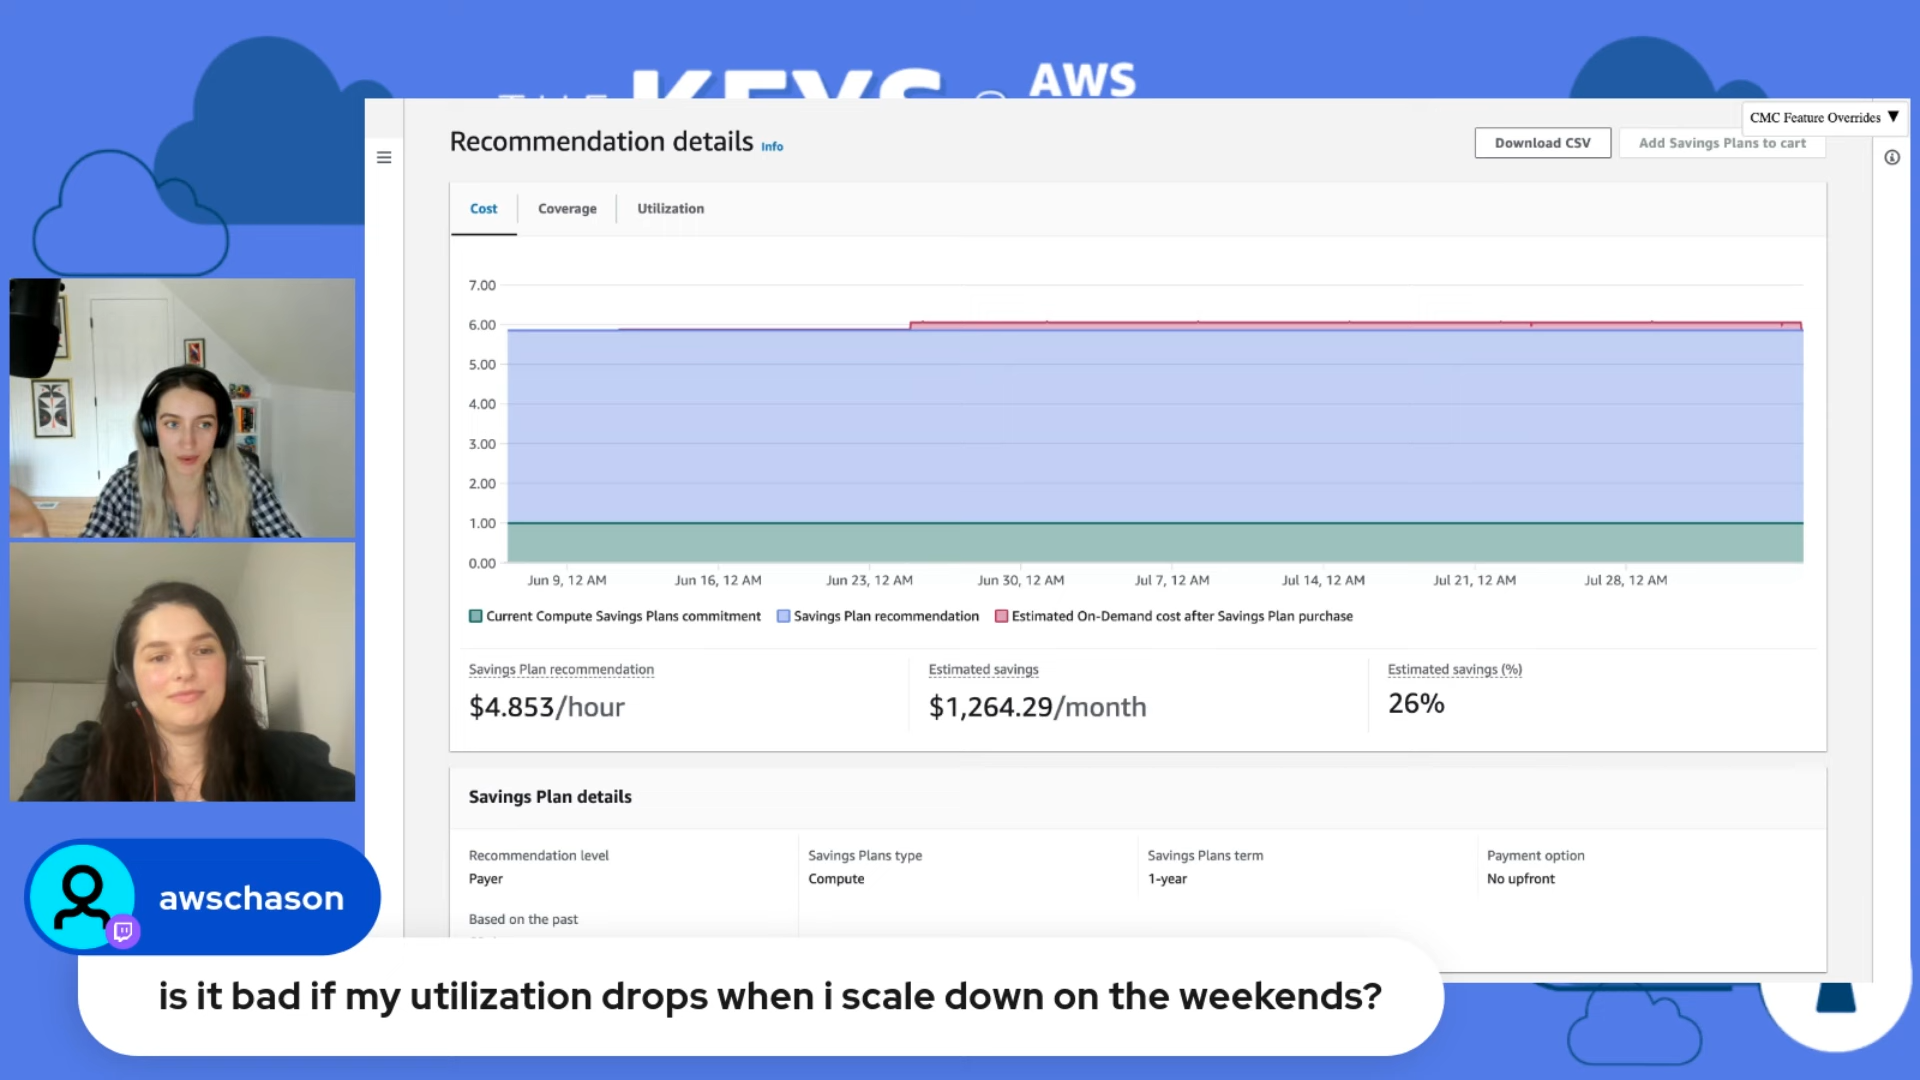 THE KEYS AWS
CMC Feature Overrides ▼
Recommendation details Info
Download CSV
Add Savings Plans to cart
Cost
Coverage
Utilization
7.00
6.00
5.00
4.00
3.00
2.00
1.00
0.00
Jun 9, 12 AM
Jun 16, 12 AM
Jun 23, 12 AM
Jun 30, 12 AM
Jul 7, 12 AM
Jul 14, 12 AM
Jul 21, 12 AM
Jul 28, 12 AM
Current Compute Savings Plans commitment
Savings Plan recommendation
Estimated On-Demand cost after Savings Plan purchase
Savings Plan recommendation
$4.853/hour
Estimated savings
$1,264.29/month
Estimated savings (%)
26%
Savings Plan details
Recommendation level
Payer
Savings Plans type
Compute
Savings Plans term
1-year
Payment option
No upfront
Based on the past
awschason
is it bad if my utilization drops when i scale down on the weekends?